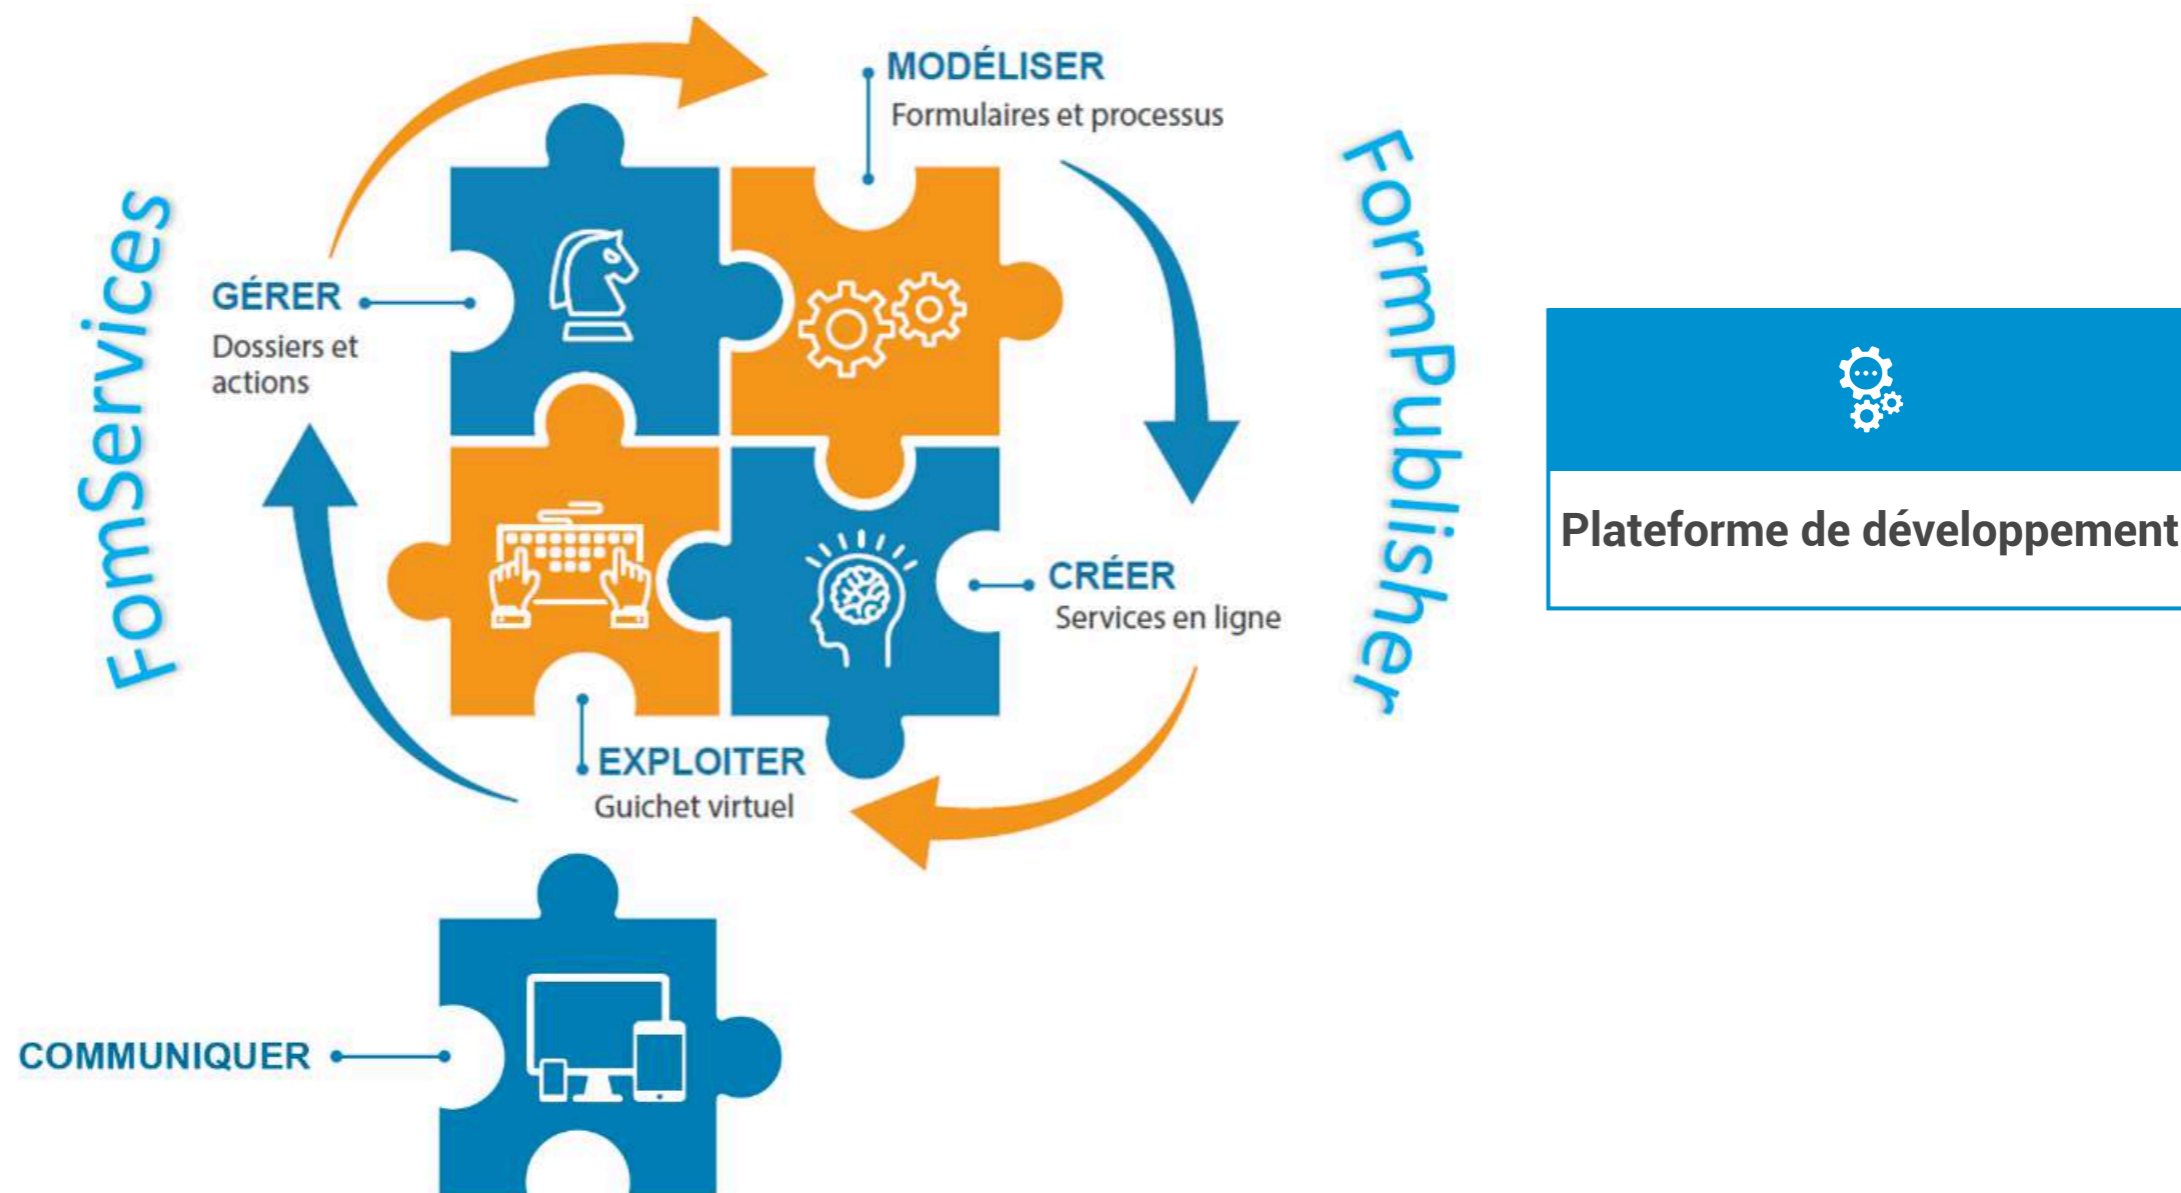 MODÉLISER
Formulaires et processus
FomServices
FormPublisher
GÉRER
Dossiers et
actions
Plateforme de développement
CRÉER
Services en ligne
EXPLOITER
Guichet virtuel
COMMUNIQUER